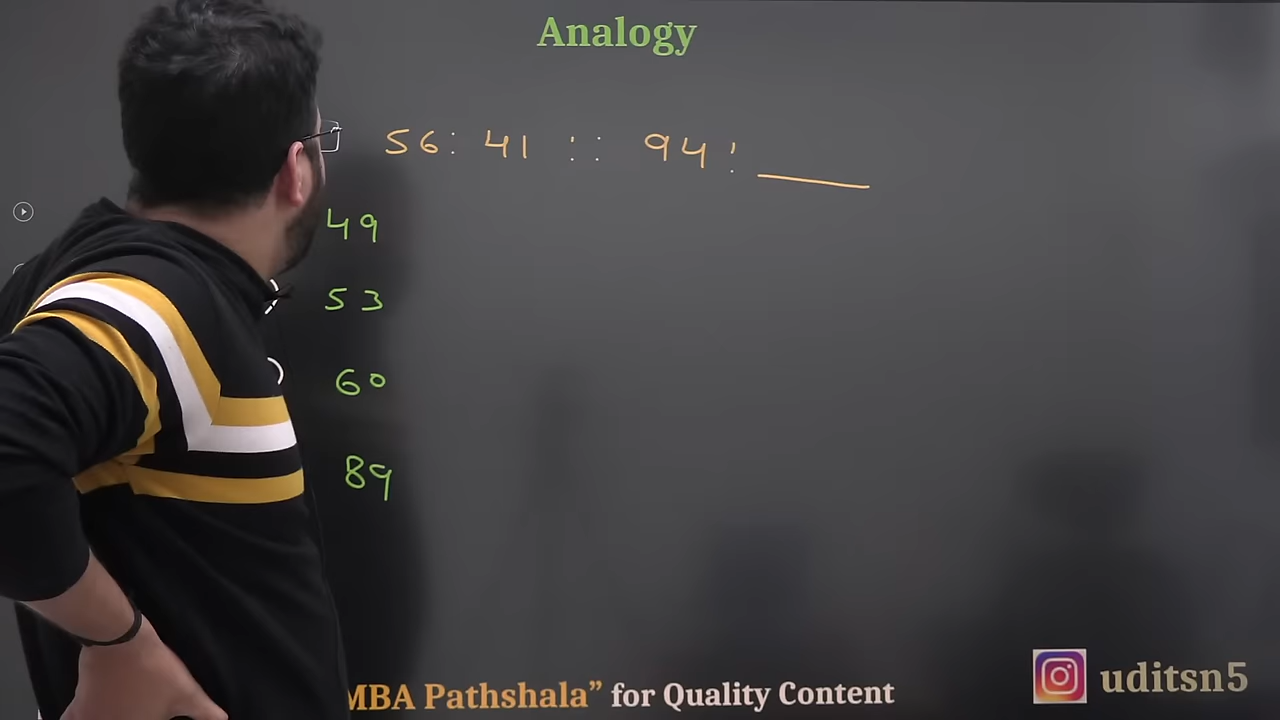 Analogy
56 : 41 :: 94 : ____
49
53
60
89
MBA Pathshala” for Quality Content
uditsn5